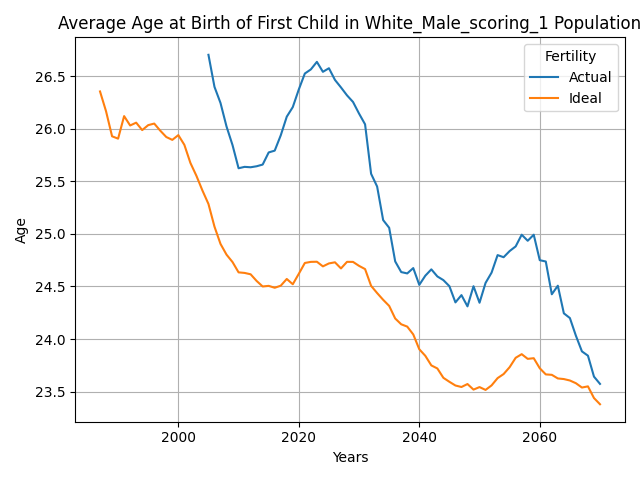 Average Age at Birth of First Child in White_Male_scoring_1 Population
Fertility
Actual
Ideal
Age
26.5
26.0
25.5
25.0
24.5
24.0
23.5
2000
2020
2040
2060
Years